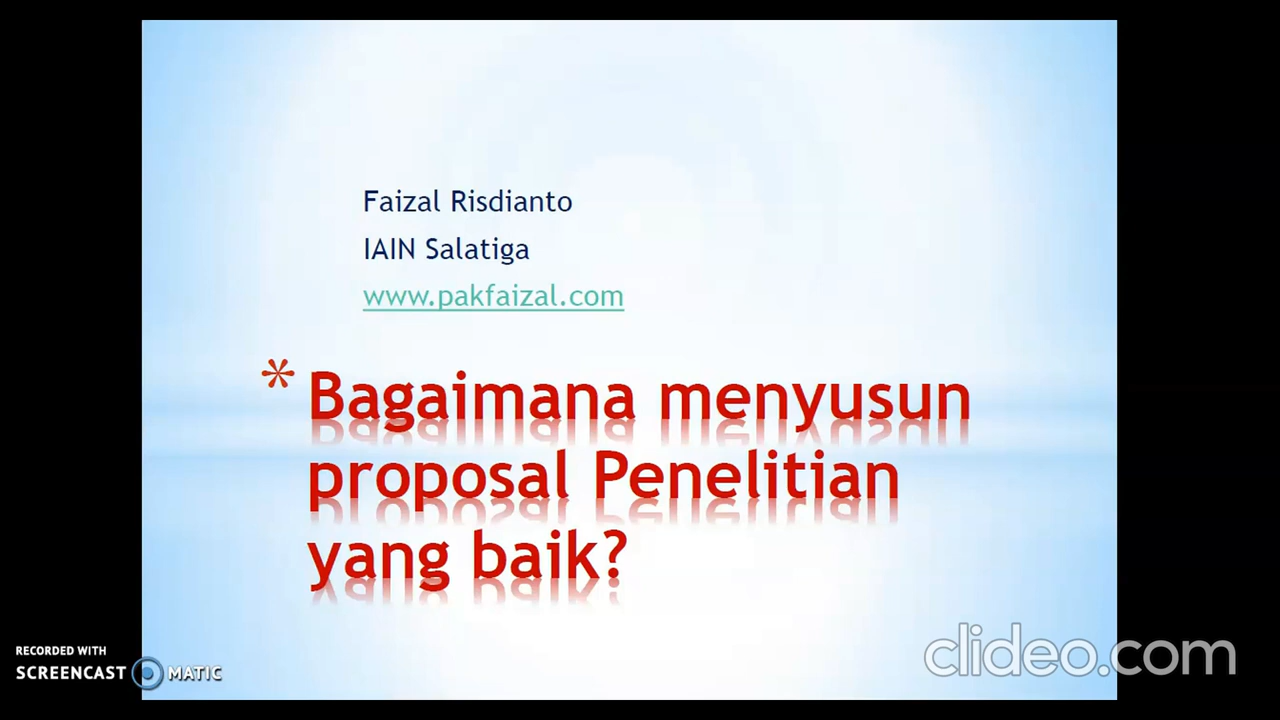 Faizal Risdianto
IAIN Salatiga
www.pakfaizal.com
* Bagaimana menyusun
proposal Penelitian
yang baik?
RECORDED WITH
SCREENCAST MATIC
clideo.com